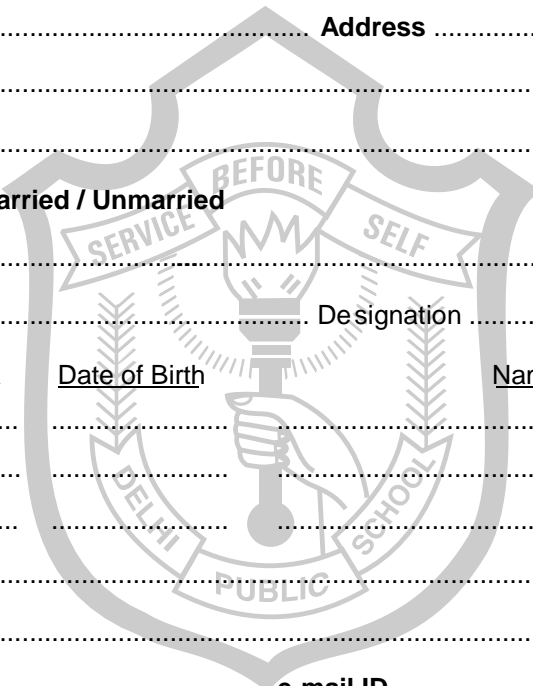 .......................................... Address ..............
......................................................................
......................................................................
BEFORE
arried / Unmarried
SERVICE SELF
......................................................................
.......................................... Designation ..............
Date of Birth Nar
... ........................ ..................................
... ........................ ..................................
... ........................ ..................................
DELHI SCHOOL
PUBLIC
......................................................................
......................................................................
e-mail ID